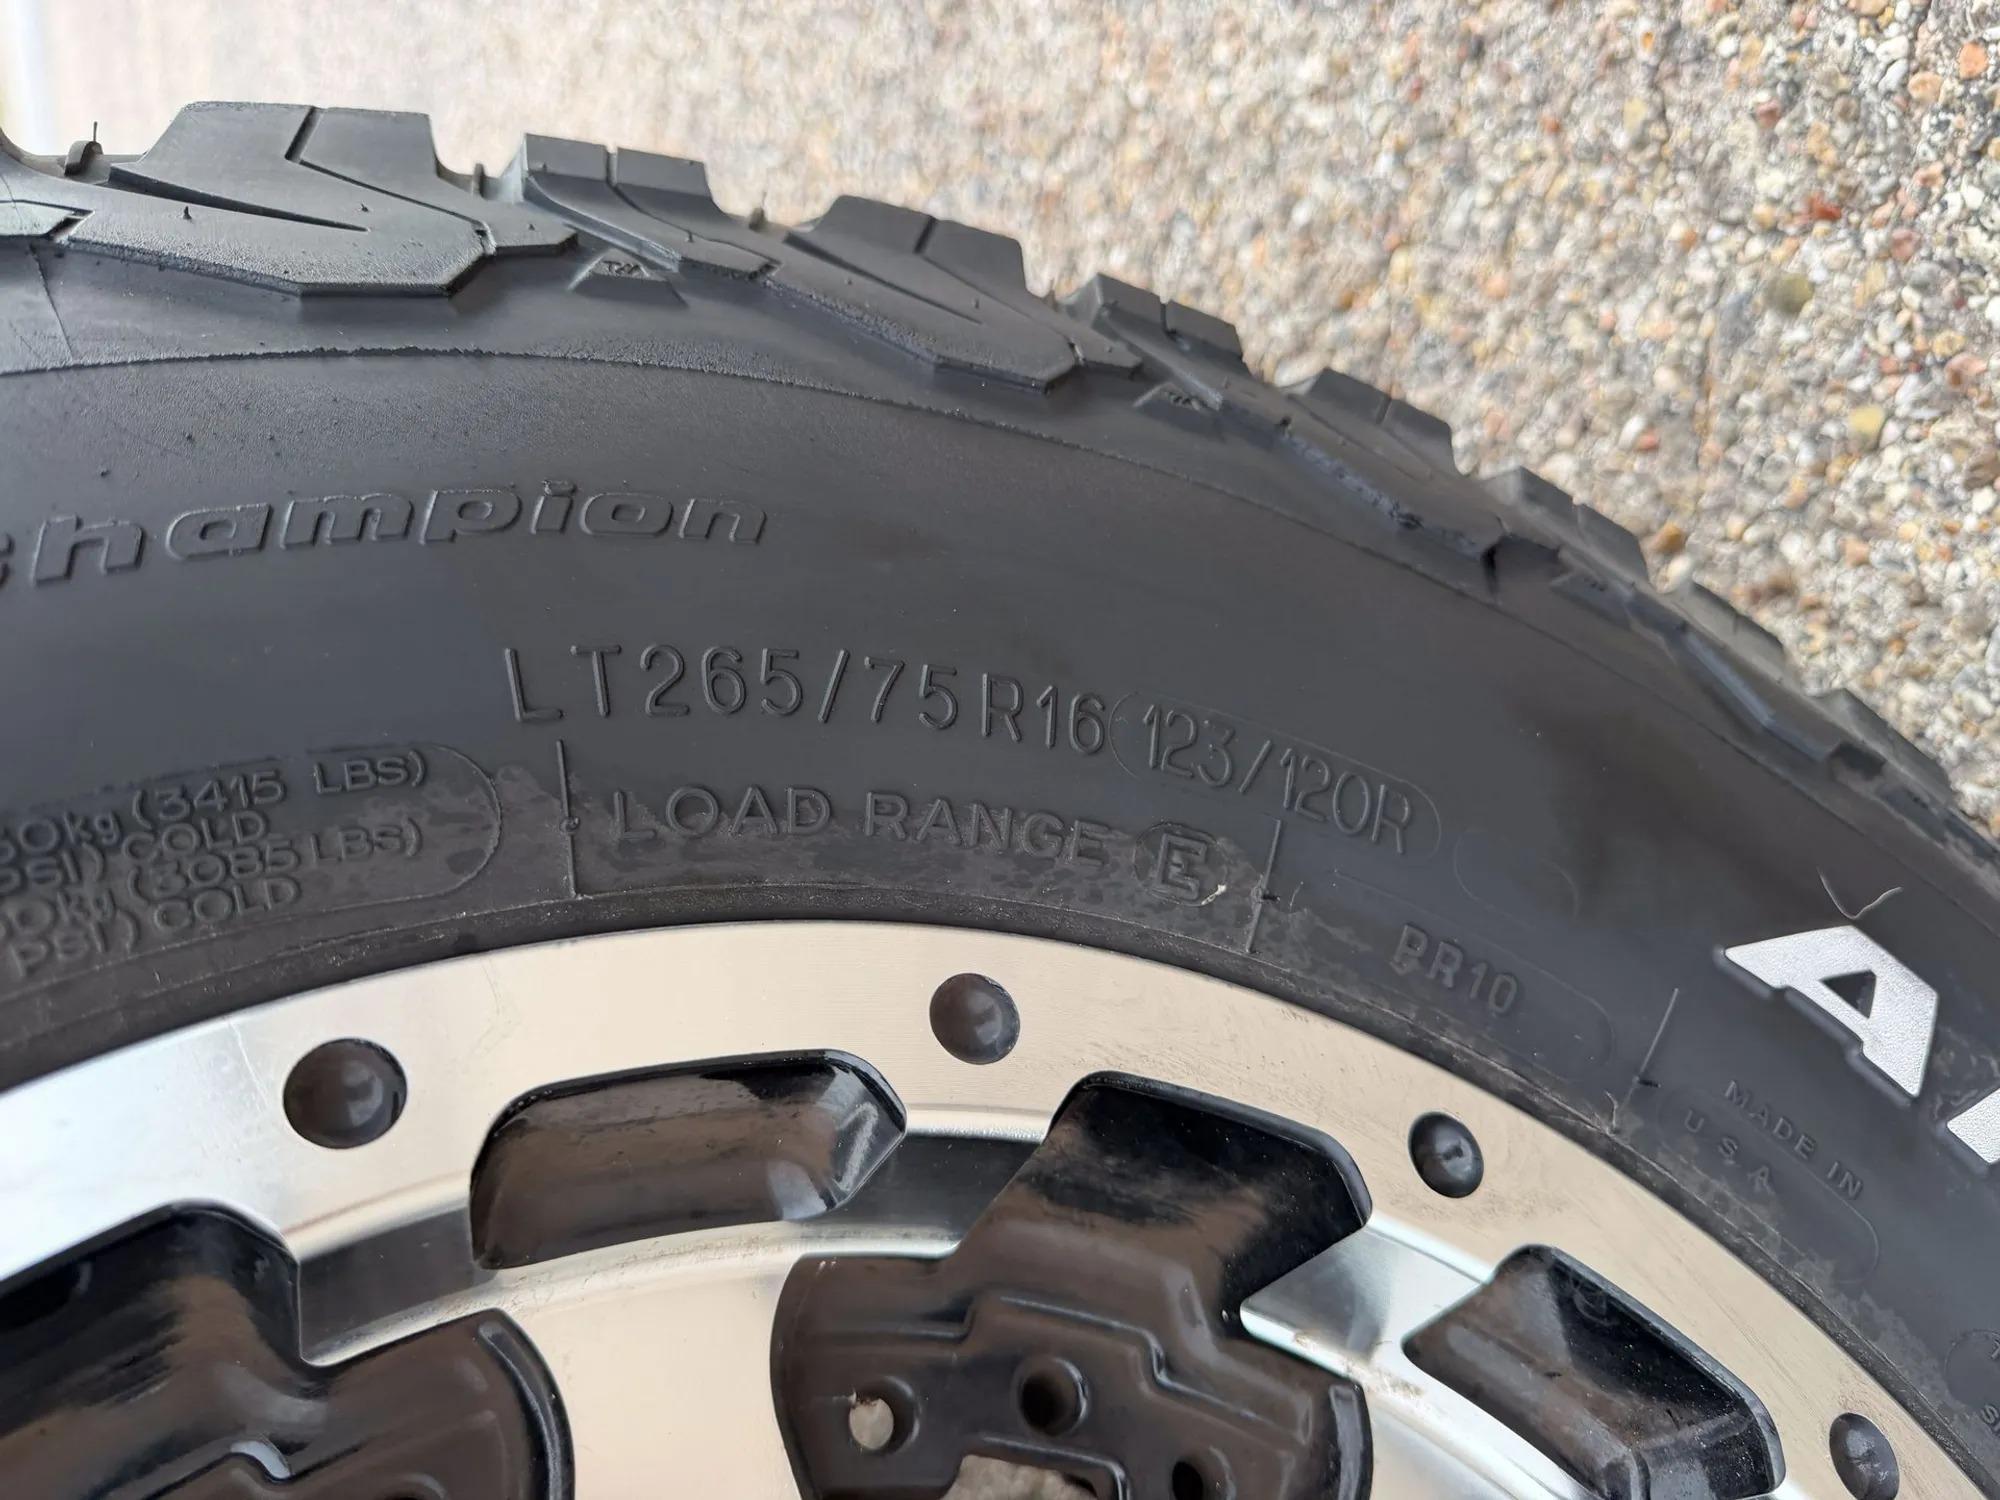 champion
LT265/75R16 123/120R
LOAD RANGE E
(3415 LBS)
PSI) COLD
(3085 LBS)
PSI) COLD
PR10
MADE IN
U S A